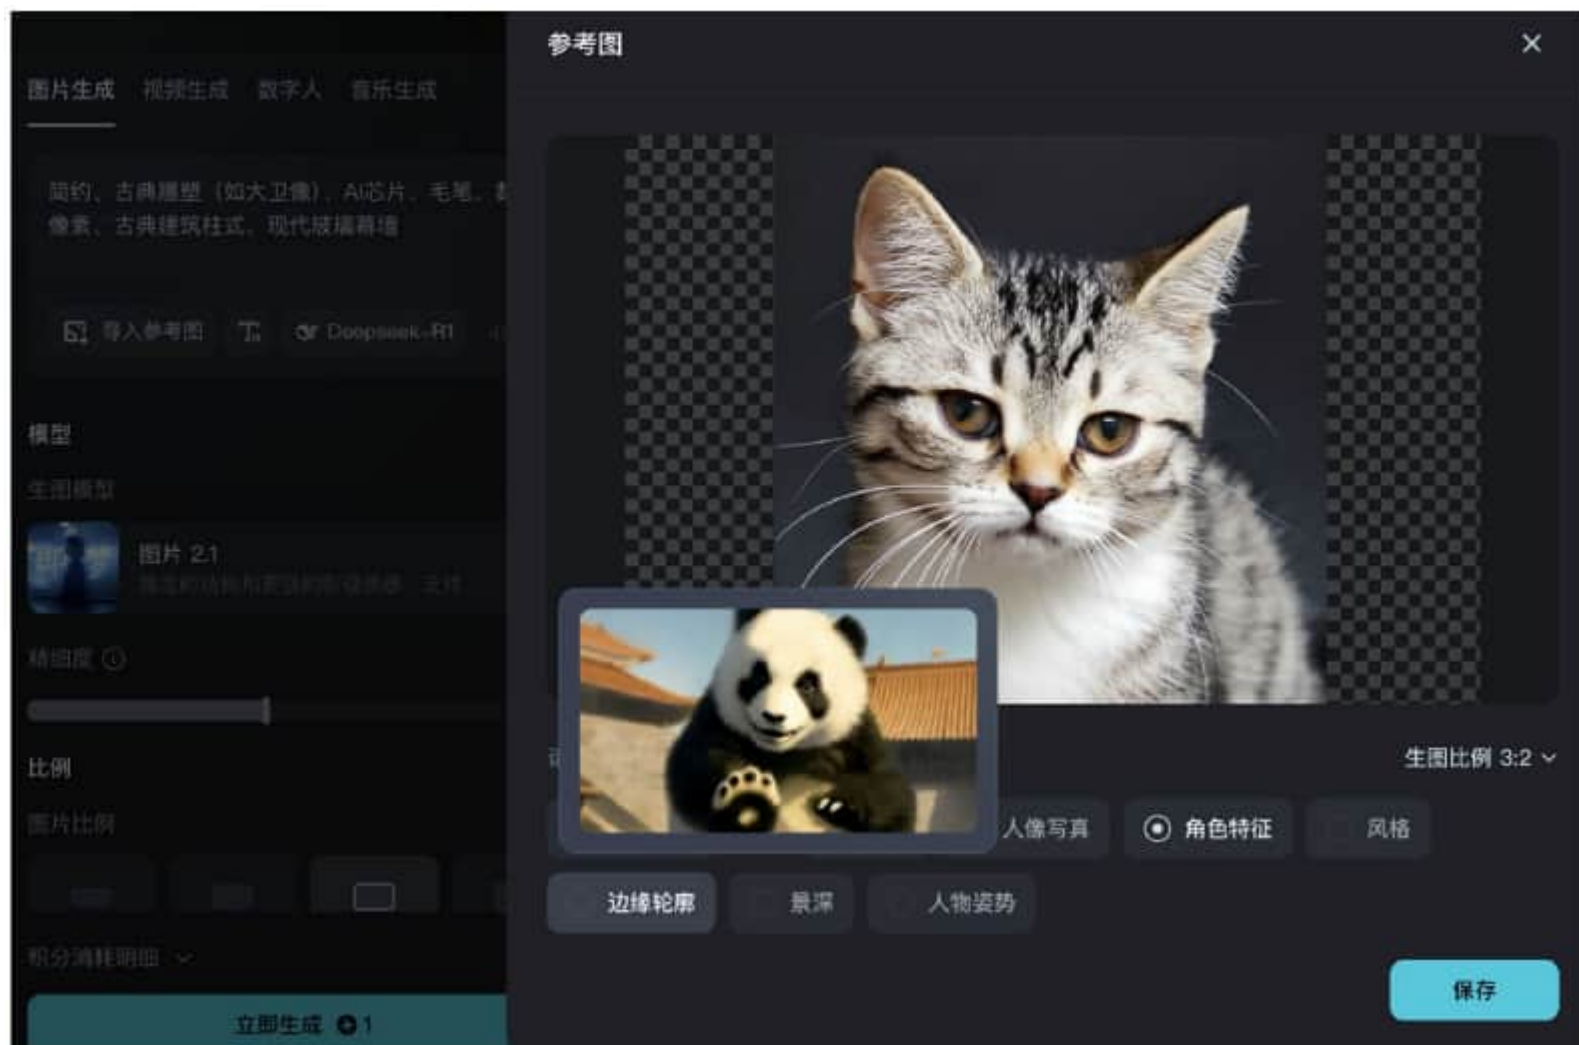 参考图
图片生成 视频生成 数字人 音乐生成
简约、古典雕塑（如大卫像）、AI芯片、毛笔、
像素、古典建筑柱式、现代玻璃幕墙
导入参考图 Deepseek-R1
模型
生图模型
图片 2.1
精细度
生图比例 3:2
比例
图片比例
人像写真 角色特征 风格
边缘轮廓 景深 人物姿势
积分消耗明细
保存
立即生成 1